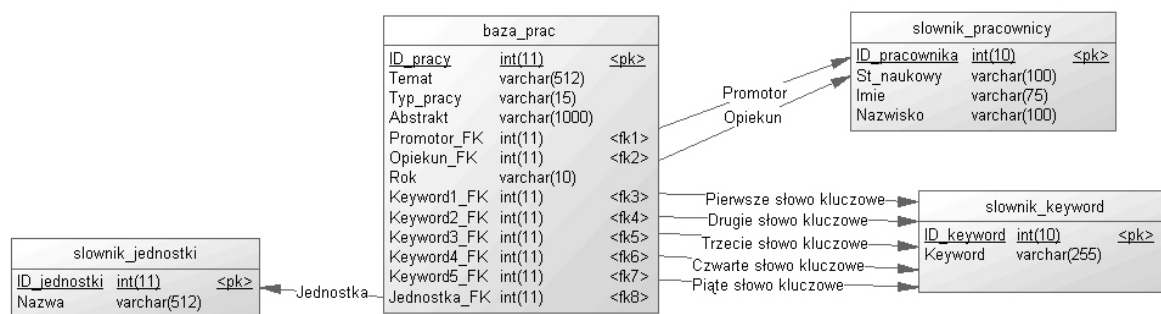 baza_prac
ID_pracy int(11) <pk>
Temat varchar(512)
Typ_pracy varchar(15)
Abstrakt varchar(1000)
Promotor_FK int(11) <fk1>
Opiekun_FK int(11) <fk2>
Rok varchar(10)
Keyword1_FK int(11) <fk3>
Keyword2_FK int(11) <fk4>
Keyword3_FK int(11) <fk5>
Keyword4_FK int(11) <fk6>
Keyword5_FK int(11) <fk7>
Jednostka_FK int(11) <fk8>
slownik_pracownicy
ID_pracownika int(10) <pk>
St_naukowy varchar(100)
Imie varchar(75)
Nazwisko varchar(100)
Promotor
Opiekun
Pierwsze słowo kluczowe
Drugie słowo kluczowe
Trzecie słowo kluczowe
Czwarte słowo kluczowe
Piąte słowo kluczowe
slownik_keyword
ID_keyword int(10) <pk>
Keyword varchar(255)
slownik_jednostki
ID_jednostki int(11) <pk>
Nazwa varchar(512)
Jednostka